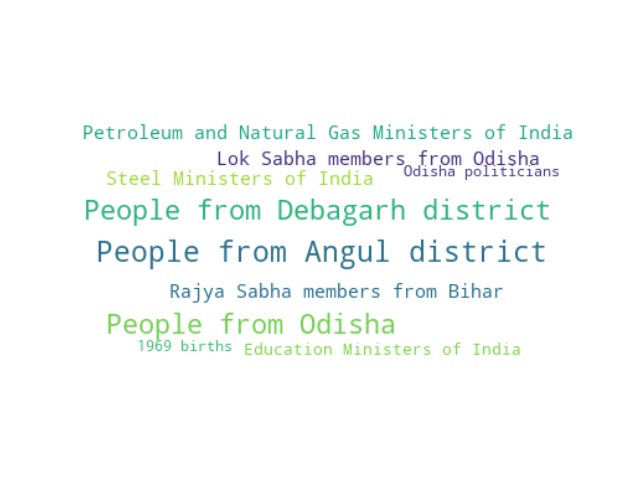 Petroleum and Natural Gas Ministers of India
Lok Sabha members from Odisha
Odisha politicians
Steel Ministers of India
People from Debagarh district
People from Angul district
Rajya Sabha members from Bihar
People from Odisha
1969 births
Education Ministers of India